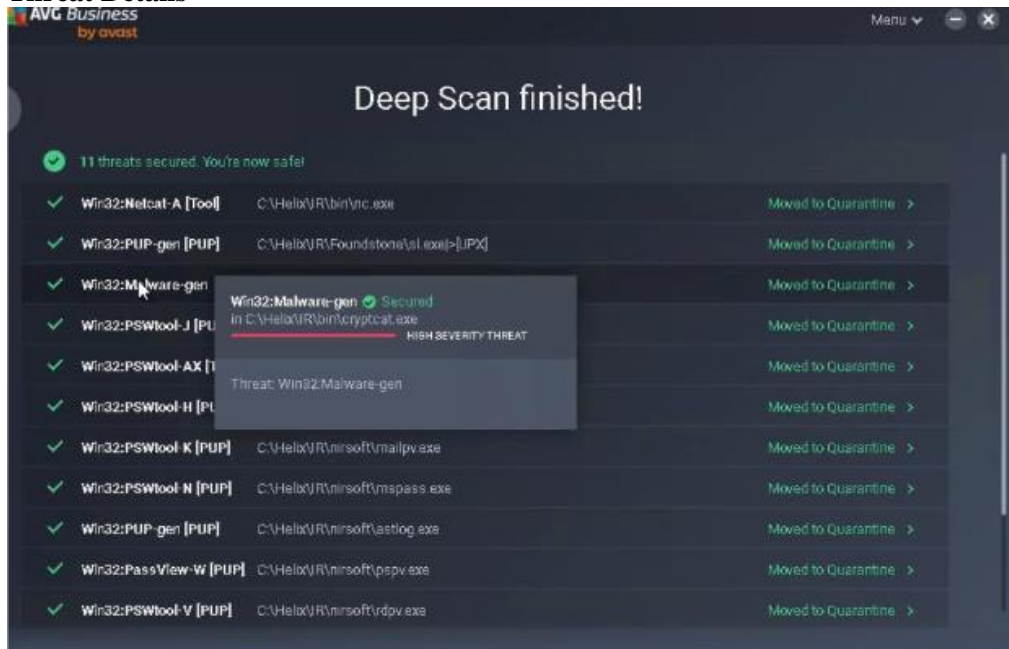 Threat Details
AVG Business
by avast
Menu
Deep Scan finished!
11 threats secured. You're now safe!
Win32:Netcat-A [Tool] C:\Helix\IR\bin\nc.exe Moved to Quarantine >
Win32:PUP-gen [PUP] C:\Helix\IR\Foundstone\sl.exe|>[UPX] Moved to Quarantine >
Win32:Malware-gen Moved to Quarantine >
Win32:Malware-gen Secured
in C:\Helix\IR\bin\cryptcat.exe
HIGH SEVERITY THREAT
Threat: Win32:Malware-gen
Win32:PSWtool-J [PU Moved to Quarantine >
Win32:PSWtool-AX [T Moved to Quarantine >
Win32:PSWtool-H [PU Moved to Quarantine >
Win32:PSWtool-K [PUP] C:\Helix\IR\nirsoft\mailpv.exe Moved to Quarantine >
Win32:PSWtool-N [PUP] C:\Helix\IR\nirsoft\mspass.exe Moved to Quarantine >
Win32:PUP-gen [PUP] C:\Helix\IR\nirsoft\astlog.exe Moved to Quarantine >
Win32:PassView-W [PUP] C:\Helix\IR\nirsoft\pspv.exe Moved to Quarantine >
Win32:PSWtool-V [PUP] C:\Helix\IR\nirsoft\rdpv.exe Moved to Quarantine >